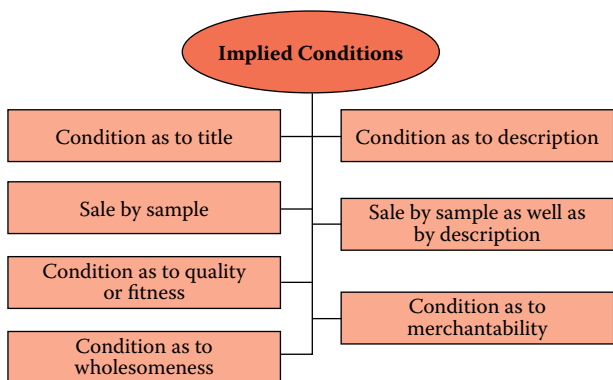 Implied Conditions
Condition as to title
Condition as to description
Sale by sample
Sale by sample as well as
by description
Condition as to quality
or fitness
Condition as to
merchantability
Condition as to
wholesomeness